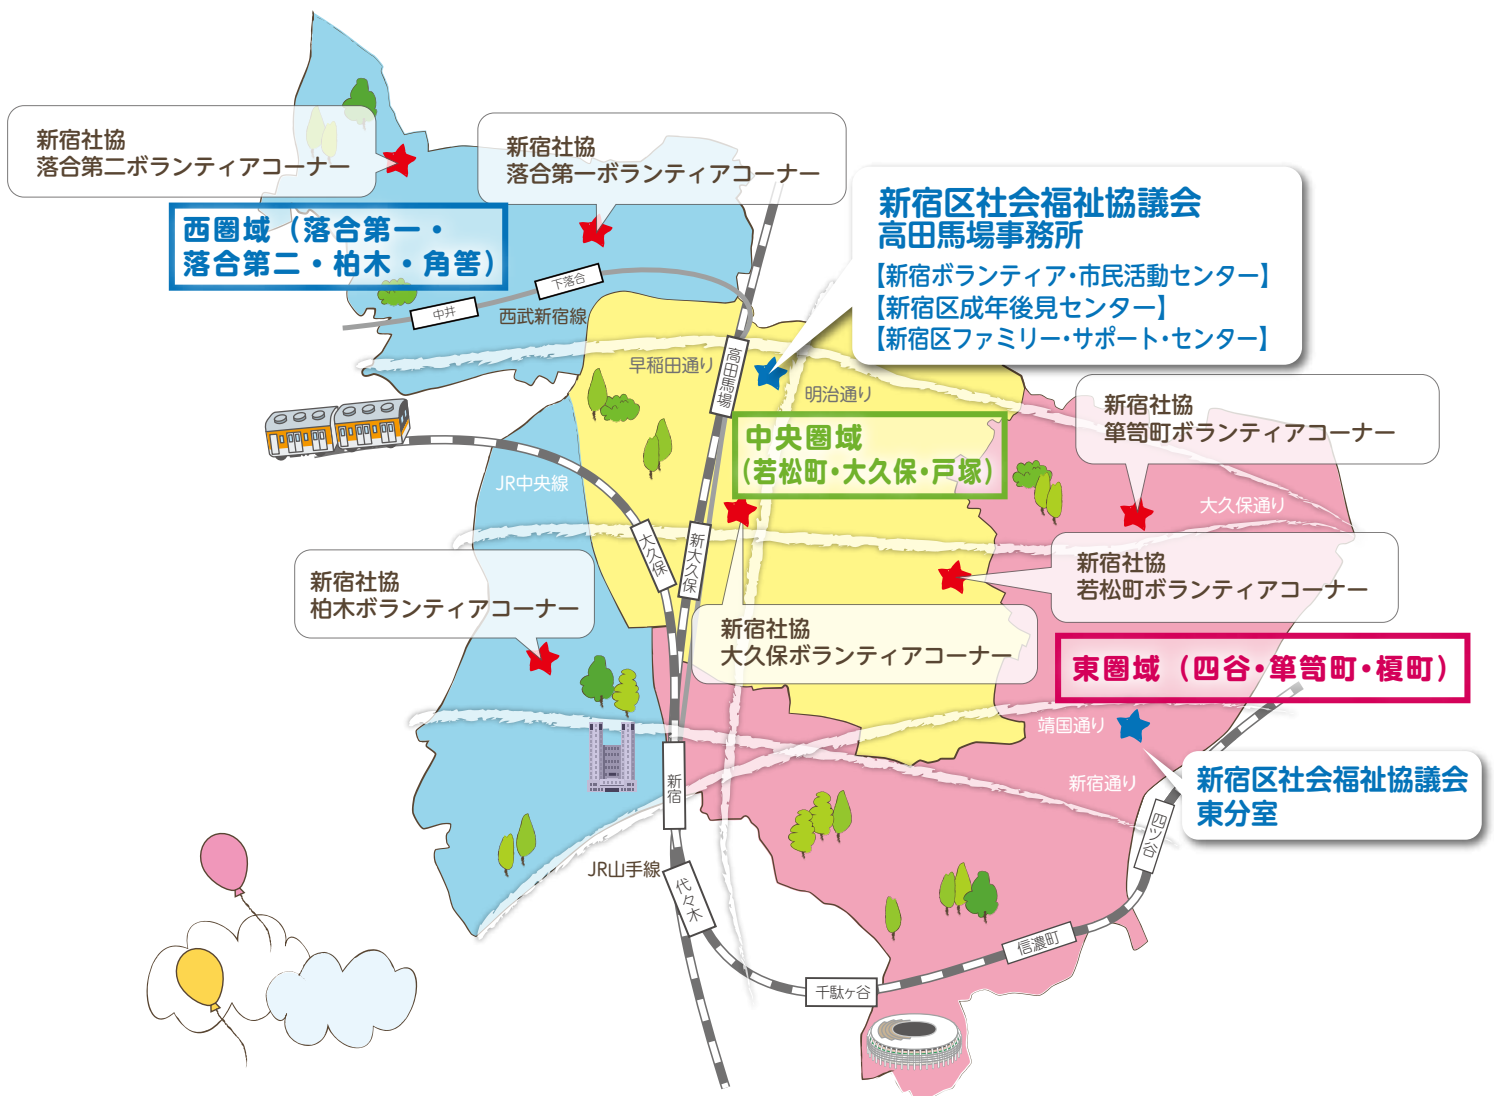 新宿社協
落合第二ボランティアコーナー
新宿社協
落合第一ボランティアコーナー
西圏域（落合第一・
落合第二・柏木・角筈）
新宿区社会福祉協議会
高田馬場事務所
【新宿ボランティア・市民活動センター】
【新宿区成年後見センター】
【新宿区ファミリー・サポート・センター】
下落合
中井
西武新宿線
早稲田通り
高田馬場
明治通り
新宿社協
箪笥町ボランティアコーナー
中央圏域
（若松町・大久保・戸塚）
JR中央線
大久保通り
大久保
新大久保
新宿社協
若松町ボランティアコーナー
新宿社協
柏木ボランティアコーナー
新宿社協
大久保ボランティアコーナー
東圏域（四谷・箪笥町・榎町）
靖国通り
新宿通り
新宿区社会福祉協議会
東分室
新宿
四ツ谷
JR山手線
代々木
信濃町
千駄ヶ谷